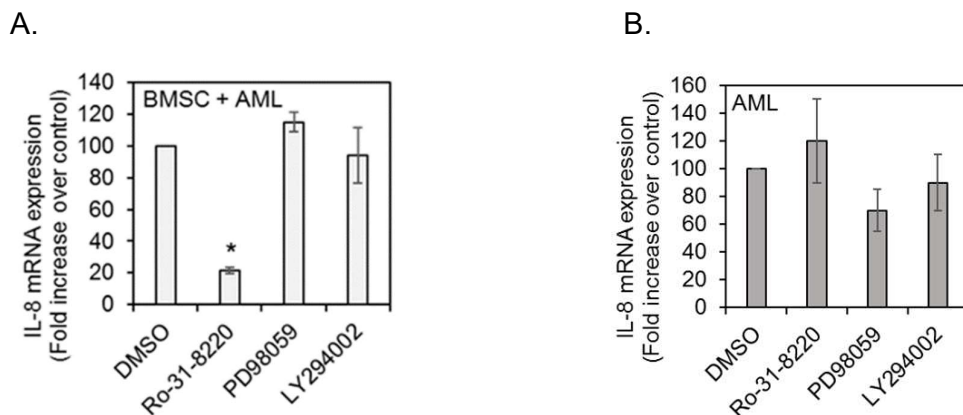 A.
B.
IL-8 mRNA expression
(Fold increase over control)
140
120
100
80
60
40
20
0
BMSC + AML
*
DMSO
Ro-31-8220
PD98059
LY294002
IL-8 mRNA expression
(Fold increase over control)
160
140
120
100
80
60
40
20
0
AML
DMSO
Ro-31-8220
PD98059
LY294002